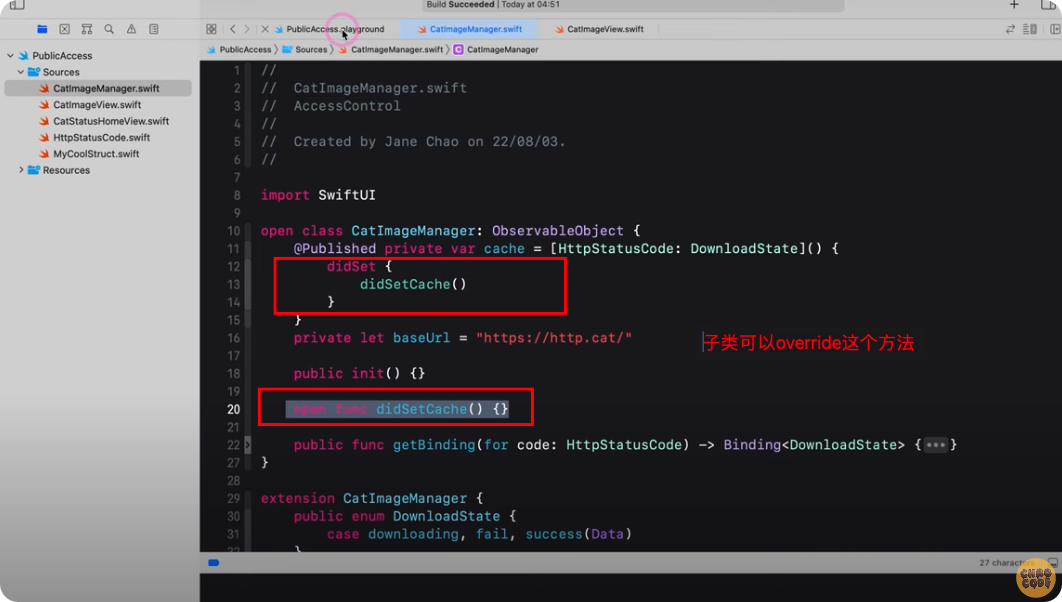 Build Succeeded | Today at 04:51
PublicAccess.playground
CatImageManager.swift
CatImageView.swift
PublicAccess
Sources
CatImageManager.swift
C CatImageManager
PublicAccess
Sources
CatImageManager.swift
CatImageView.swift
CatStatusHomeView.swift
HttpStatusCode.swift
MyCoolStruct.swift
Resources
1 //
2 // CatImageManager.swift
3 // AccessControl
4 //
5 // Created by Jane Chao on 22/08/03.
6 //
7
8 import SwiftUI
9
10 open class CatImageManager: ObservableObject {
11 @Published private var cache = [HttpStatusCode: DownloadState]() {
12 didSet {
13 didSetCache()
14 }
15 }
16 private let baseUrl = "https://http.cat/"
子类可以override这个方法
17
18 public init() {}
19
20 open func didSetCache() {}
21
22 public func getBinding(for code: HttpStatusCode) -> Binding<DownloadState> {•••}
27 }
28
29 extension CatImageManager {
30 public enum DownloadState {
31 case downloading, fail, success(Data)
32 }
27 characters
CHAO
CODE